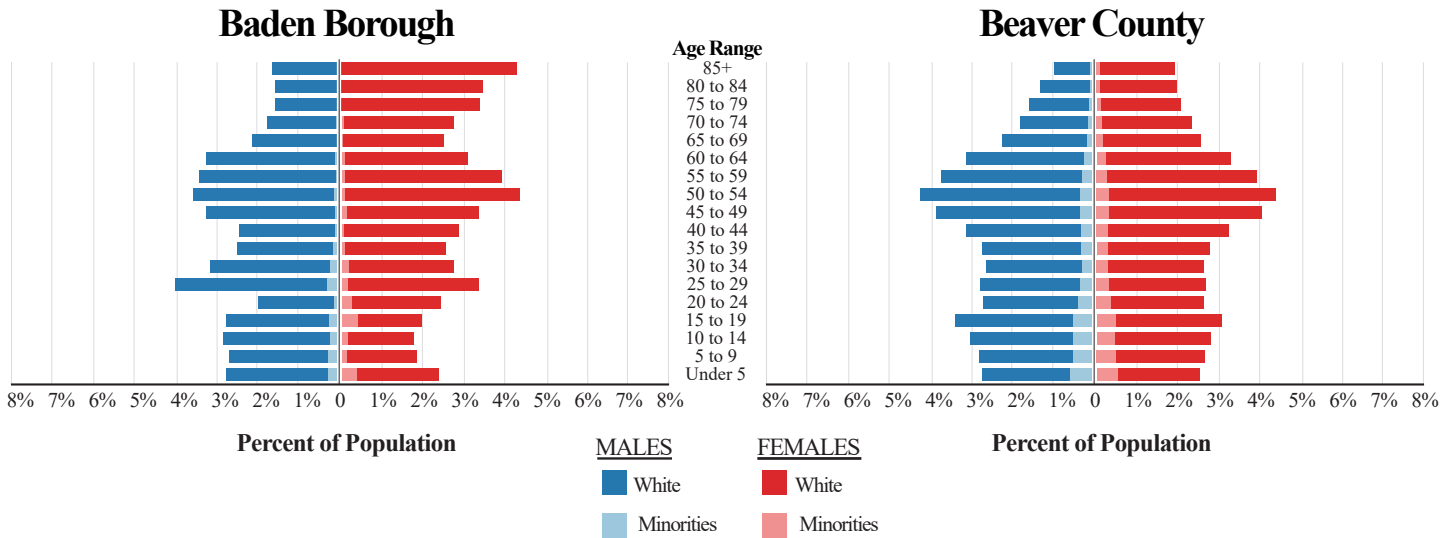 Baden Borough
Beaver County
Age Range
85+
80 to 84
75 to 79
70 to 74
65 to 69
60 to 64
55 to 59
50 to 54
45 to 49
40 to 44
35 to 39
30 to 34
25 to 29
20 to 24
15 to 19
10 to 14
5 to 9
Under 5
8% 7% 6% 5% 4% 3% 2% 1% 0 1% 2% 3% 4% 5% 6% 7% 8%
8% 7% 6% 5% 4% 3% 2% 1% 0 1% 2% 3% 4% 5% 6% 7% 8%
Percent of Population
Percent of Population
MALES
White
Minorities
FEMALES
White
Minorities